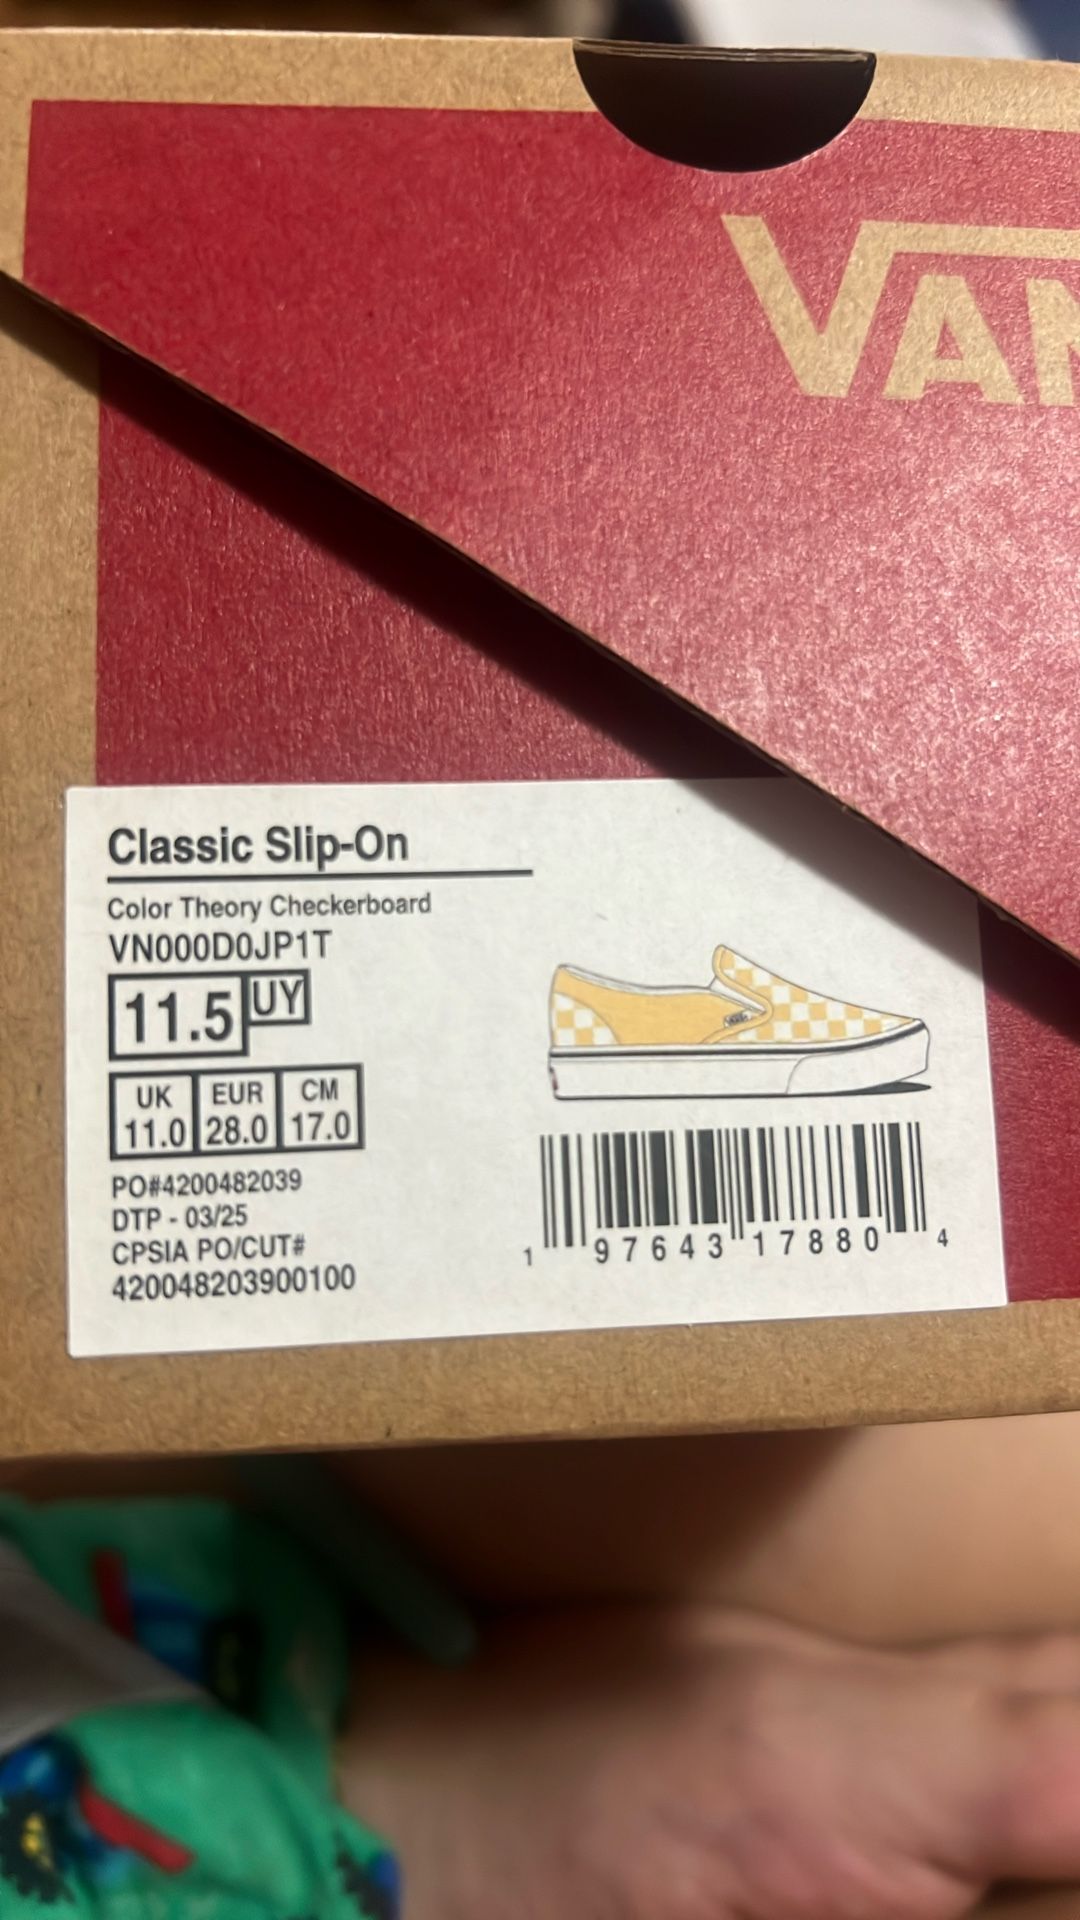 VAN
Classic Slip-On
Color Theory Checkerboard
VN000D0JP1T
11.5 UY
UK EUR CM
11.0 28.0 17.0
PO#4200482039
DTP - 03/25
CPSIA PO/CUT#
420048203900100
1 97643 17880 4